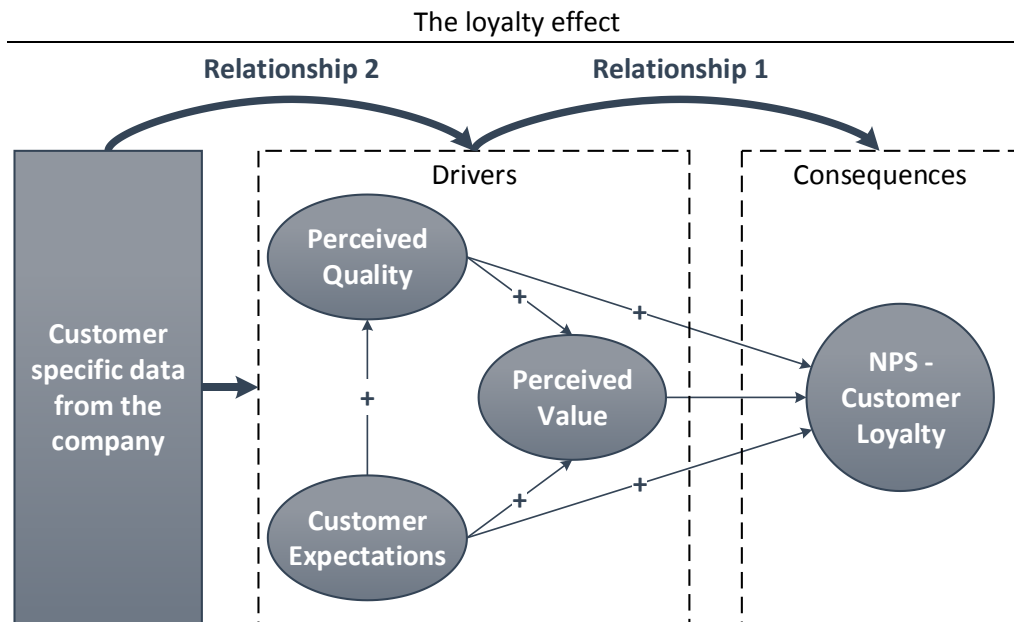 The loyalty effect
Relationship 2
Relationship 1
Drivers
Consequences
Perceived
Quality
+
+
Customer
specific data
from the
company
+
Perceived
Value
NPS -
Customer
Loyalty
+
+
Customer
Expectations